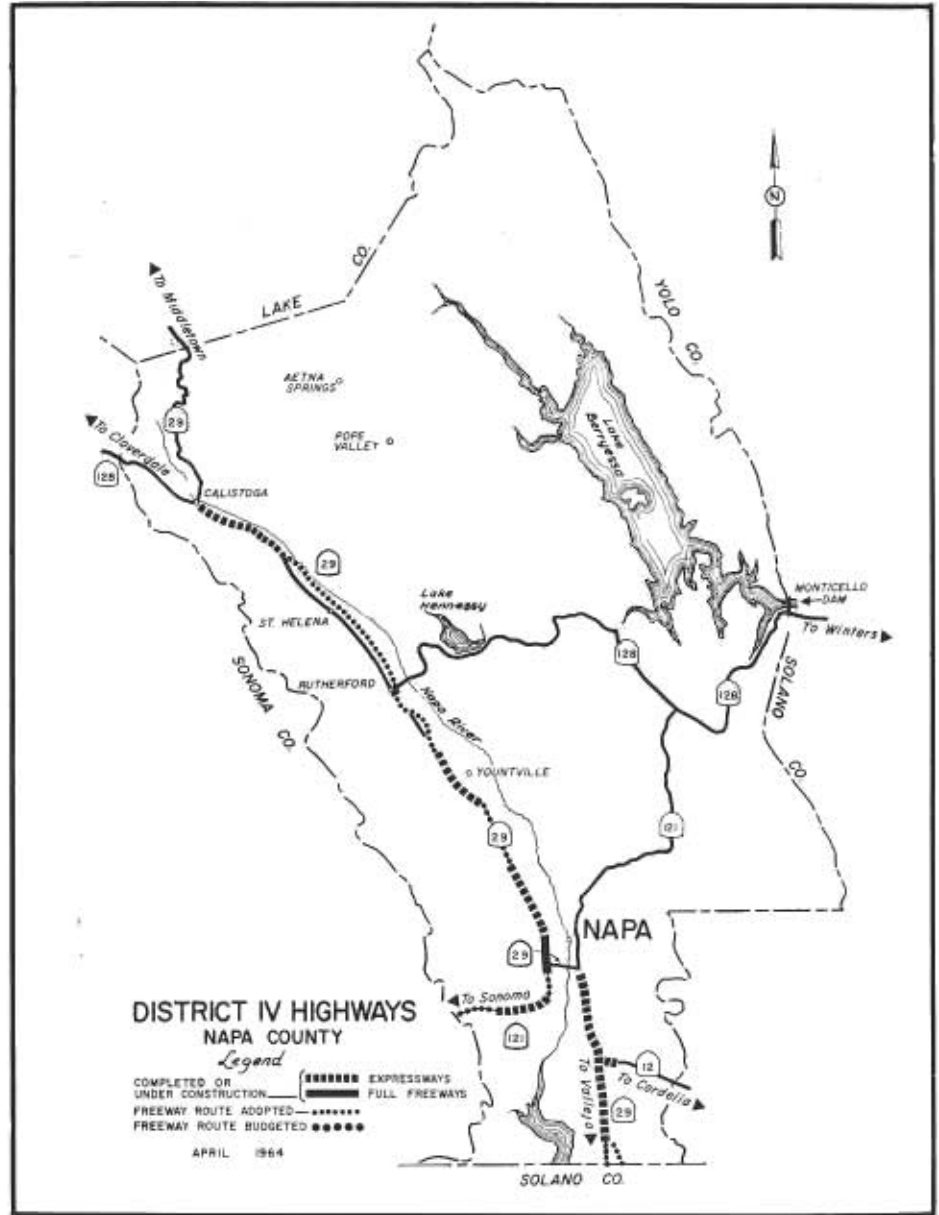 N
YOLO
CO.
LAKE
CO.
To Middletown
AETNA
SPRINGS
29
POPE
VALLEY
To Cloverdale
128
CALISTOGA
Lake
Berryessa
29
Lake
Hennessy
MONTICELLO
DAM
To Winters
ST. HELENA
128
SONOMA
CO.
RUTHERFORD
Napa River
128
SOLANO
CO.
YOUNTVILLE
29
121
NAPA
29
To Sonoma
121
12
To Cordelia
To Vallejo
29
SOLANO CO.
DISTRICT IV HIGHWAYS
NAPA COUNTY
Legend
COMPLETED OR
UNDER CONSTRUCTION
EXPRESSWAYS
FULL FREEWAYS
FREEWAY ROUTE ADOPTED
FREEWAY ROUTE BUDGETED
APRIL 1964